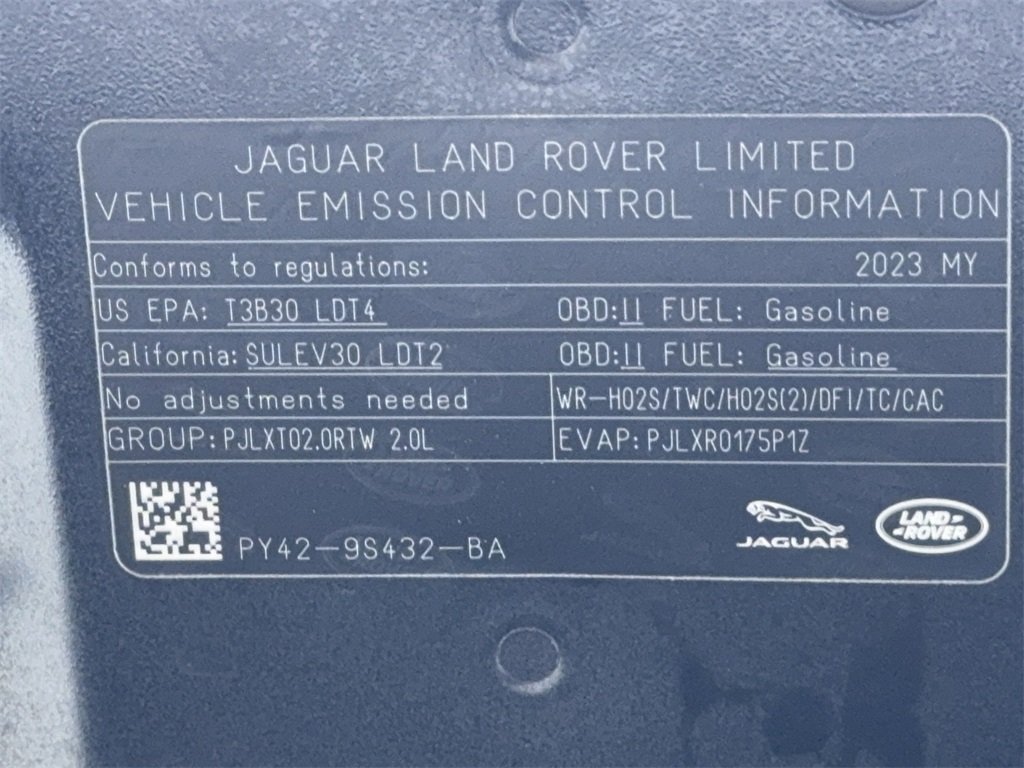 JAGUAR LAND ROVER LIMITED
VEHICLE EMISSION CONTROL INFORMATION
Conforms to regulations: 2023 MY
US EPA: T3B30 LDT4 OBD:II FUEL: Gasoline
California: SULEV30 LDT2 OBD:II FUEL: Gasoline
No adjustments needed WR-HO2S/TWC/HO2S(2)/DFI/TC/CAC
GROUP: PJLXT02.0RTW 2.0L EVAP: PJLXR0175P1Z
PY42-9S432-BA
JAGUAR
LAND-
-ROVER